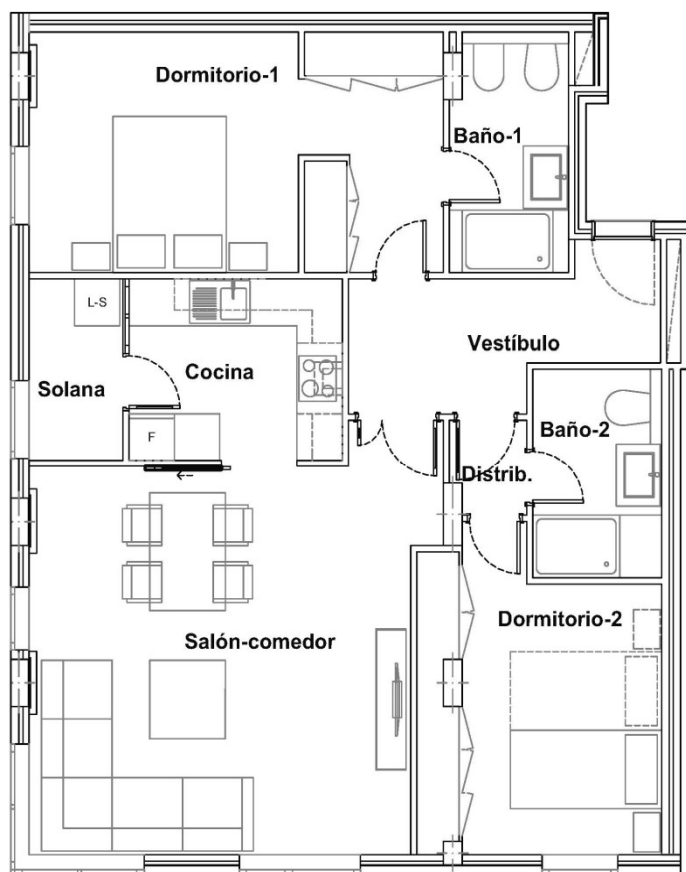 Dormitorio-1
Baño-1
L-S
Vestíbulo
Cocina
Solana
Baño-2
F
Distrib.
Dormitorio-2
Salón-comedor